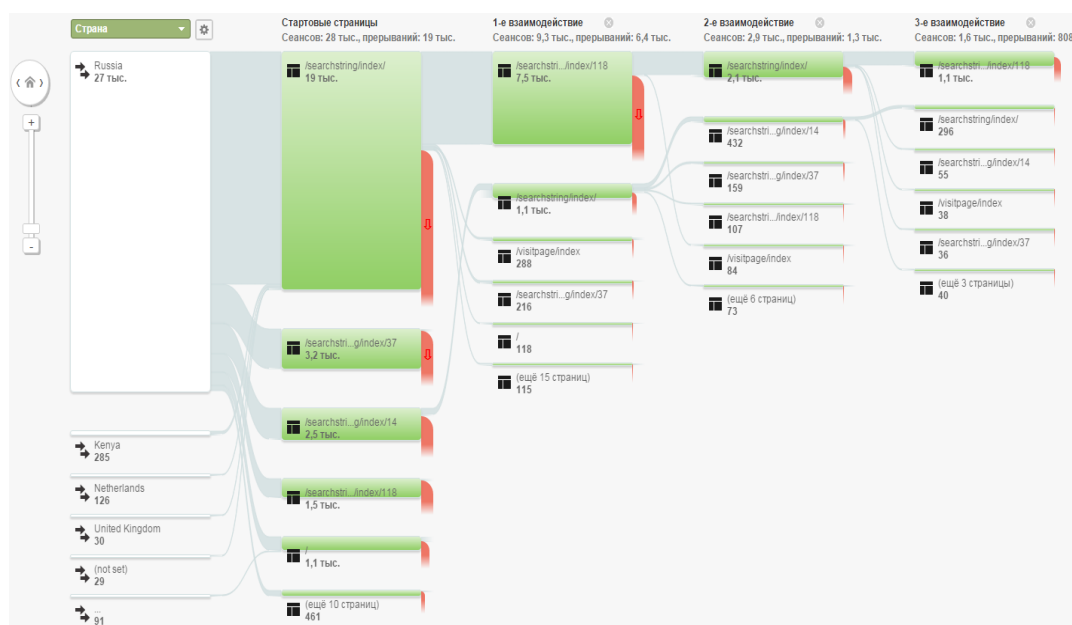 Страна
Стартовые страницы
Сеансов: 28 тыс., прерываний: 19 тыс.
1-е взаимодействие
Сеансов: 9,3 тыс., прерываний: 6,4 тыс.
2-е взаимодействие
Сеансов: 2,9 тыс., прерываний: 1,3 тыс.
3-е взаимодействие
Сеансов: 1,6 тыс., прерываний: 808
Russia
27 тыс.
Kenya
285
Netherlands
126
United Kingdom
30
(not set)
29
...
91
/searchstring/index/
19 тыс.
/searchstri...g/index/37
3,2 тыс.
/searchstri...g/index/14
2,5 тыс.
/searchstri.../index/118
1,5 тыс.
/
1,1 тыс.
(ещё 10 страниц)
461
/searchstri.../index/118
7,5 тыс.
/searchstring/index/
1,1 тыс.
/visitpage/index
288
/searchstri...g/index/37
216
/
118
(ещё 15 страниц)
115
/searchstring/index/
2,1 тыс.
/searchstri...g/index/14
432
/searchstri...g/index/37
159
/searchstri.../index/118
107
/visitpage/index
84
(ещё 6 страниц)
73
/searchstri.../index/118
1,1 тыс.
/searchstring/index/
296
/searchstri...g/index/14
55
/visitpage/index
38
/searchstri...g/index/37
36
(ещё 3 страницы)
40